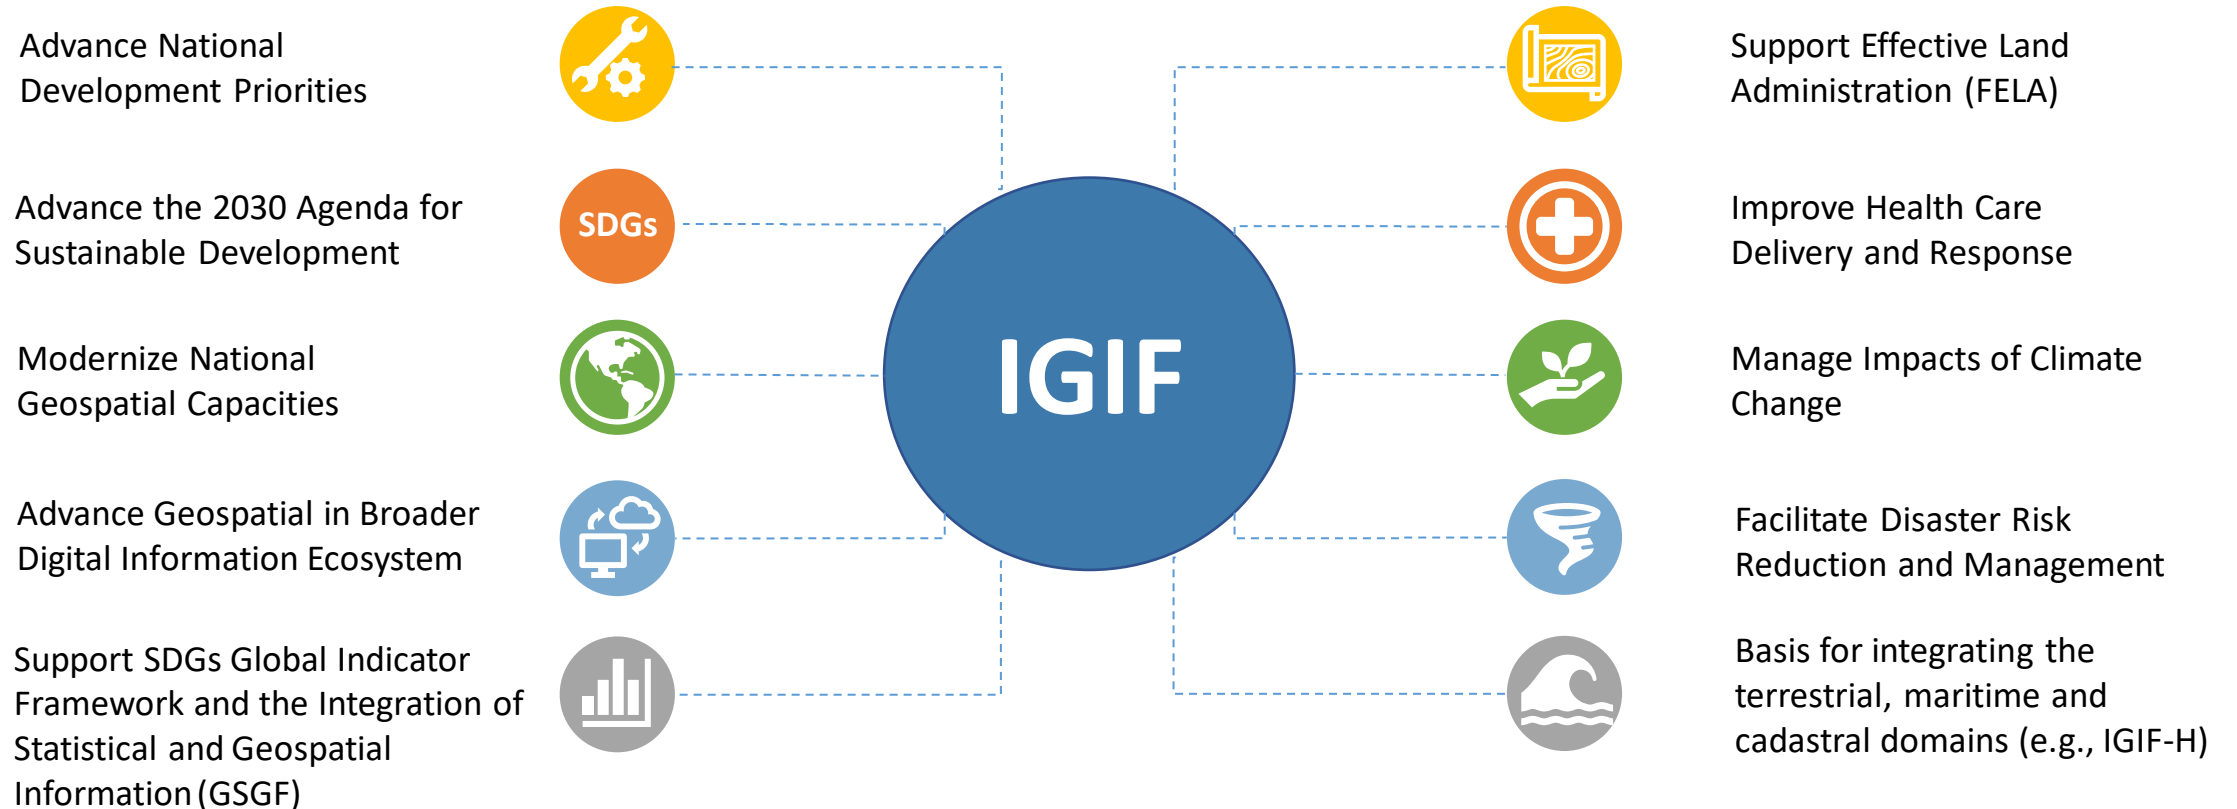 Advance National
Development Priorities
SDGs
Advance the 2030 Agenda for
Sustainable Development
Modernize National
Geospatial Capacities
Advance Geospatial in Broader
Digital Information Ecosystem
Support SDGs Global Indicator
Framework and the Integration of
Statistical and Geospatial
Information (GSGF)
IGIF
Support Effective Land
Administration (FELA)
Improve Health Care
Delivery and Response
Manage Impacts of Climate
Change
Facilitate Disaster Risk
Reduction and Management
Basis for integrating the
terrestrial, maritime and
cadastral domains (e.g., IGIF-H)